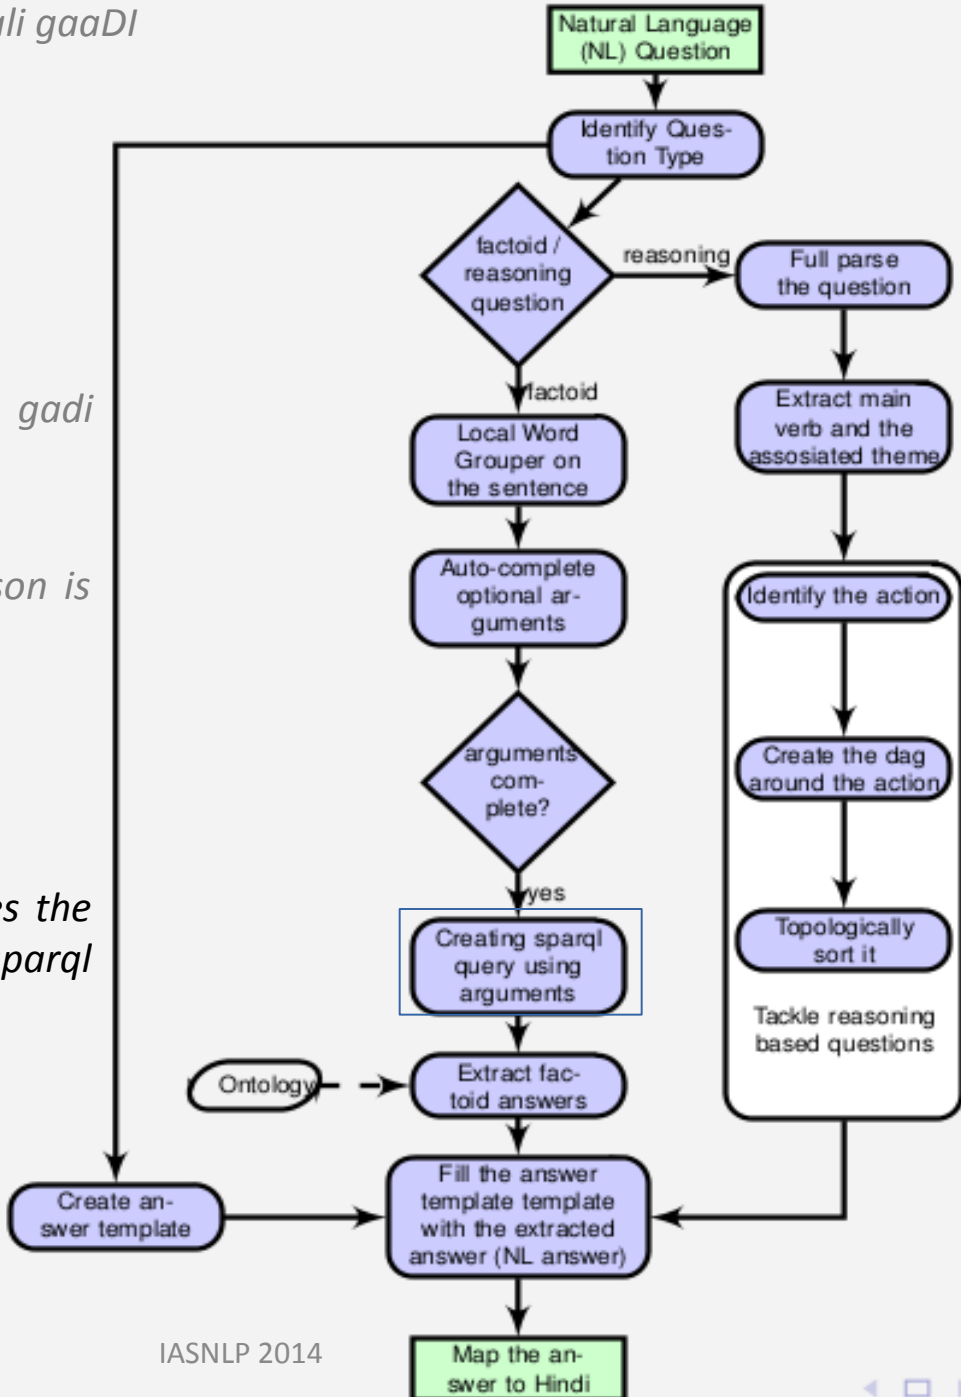 ali gaaDI
Natural Language
(NL) Question
Identify Ques-
tion Type
factoid /
reasoning
question
reasoning
Full parse
the question
factoid
Extract main
verb and the
assosiated theme
gadi
Local Word
Grouper on
the sentence
Auto-complete
optional ar-
guments
son is
Identify the action
arguments
com-
plete?
Create the dag
around the action
yes
es the
sparql
Creating sparql
query using
arguments
Topologically
sort it
Tackle reasoning
based questions
Ontology
Extract fac-
toid answers
Create an-
swer template
Fill the answer
template template
with the extracted
answer (NL answer)
IASNLP 2014
Map the an-
swer to Hindi